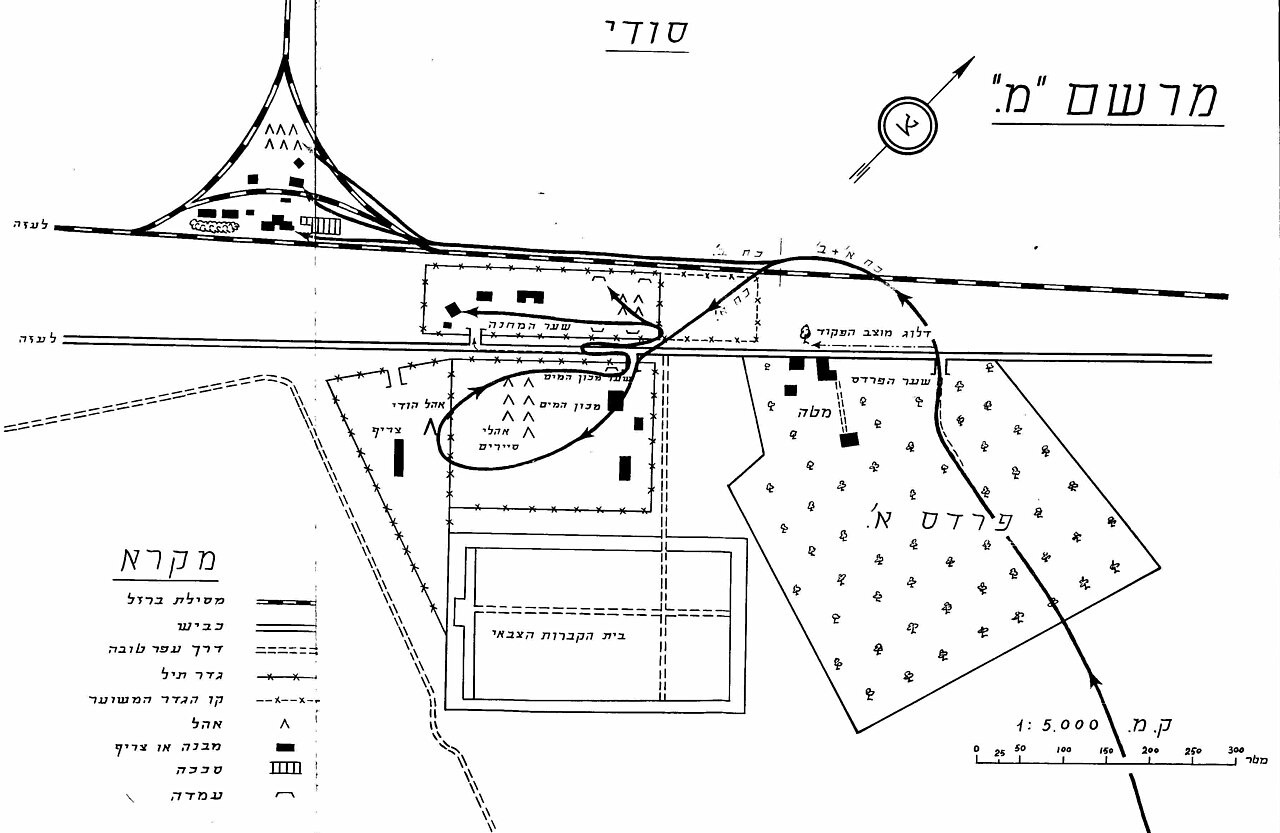 סודי
מרשם "מ".
לעזה
כח ב'.
כח א'+ב'
כח א'.
לעזה
שער המחנה
דלוג מוצב הפקוד
שער מכון המים
שער הפרדס
מטה
אהל הודי
מכון המים
צריף
אהלי
סיירים
פרדס א'.
בית הקברות הצבאי
מקרא
מסילת ברזל
כביש
דרך עפר טובה
גדר תיל
קו הגדר המשוער
אהל
מבנה או צריף
סככה
עמדה
ק.מ. 1: 5.000
0 25 50 100 150 200 250 300 מטר